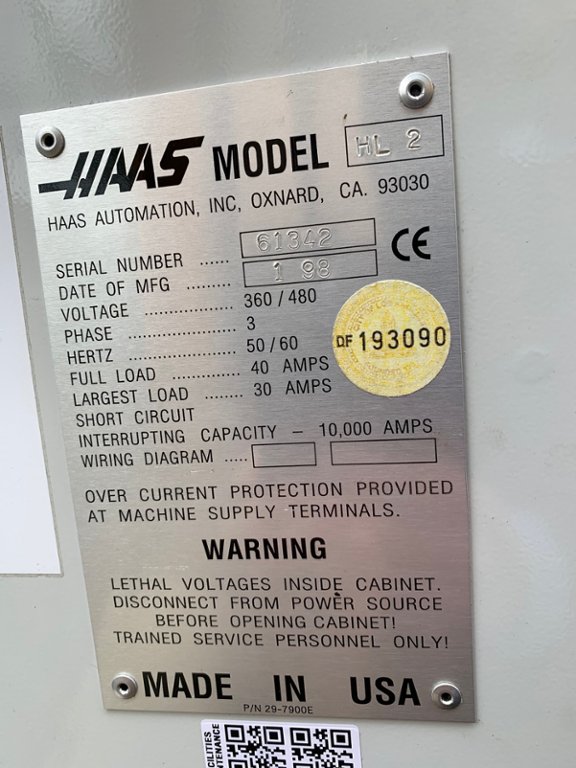 HAAS MODEL HL 2
HAAS AUTOMATION, INC, OXNARD, CA. 93030
SERIAL NUMBER ...... 61342
DATE OF MFG ......... 1 98
VOLTAGE .............. 360 / 480
PHASE ................. 3
HERTZ ................. 50 / 60
FULL LOAD .............. 40 AMPS
LARGEST LOAD ........ 30 AMPS
SHORT CIRCUIT
INTERRUPTING CAPACITY – 10,000 AMPS
WIRING DIAGRAM .....
CE
DF 193090
OVER CURRENT PROTECTION PROVIDED
AT MACHINE SUPPLY TERMINALS.
WARNING
LETHAL VOLTAGES INSIDE CABINET.
DISCONNECT FROM POWER SOURCE
BEFORE OPENING CABINET!
TRAINED SERVICE PERSONNEL ONLY!
MADE IN USA
P/N 29-7900E